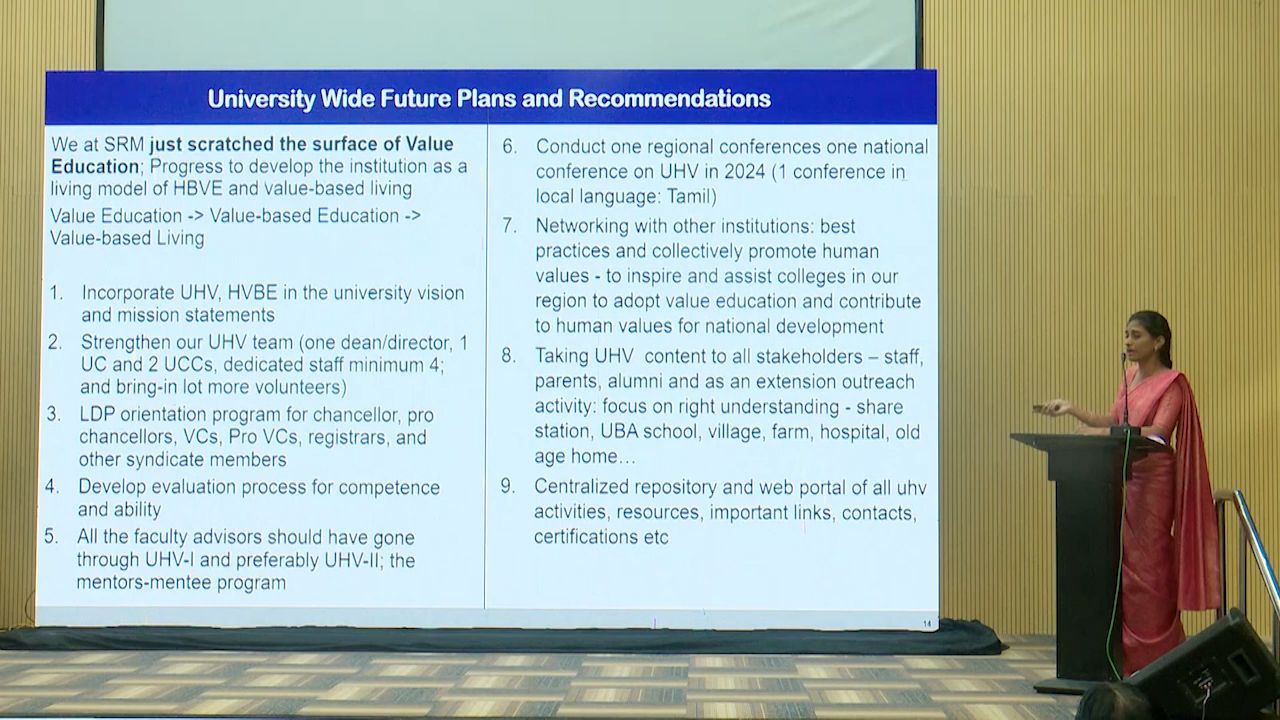 University Wide Future Plans and Recommendations
We at SRM just scratched the surface of Value
Education; Progress to develop the institution as a
living model of HBVE and value-based living
Value Education -> Value-based Education ->
Value-based Living
1. Incorporate UHV, HVBE in the university vision
and mission statements
2. Strengthen our UHV team (one dean/director, 1
UC and 2 UCCs, dedicated staff minimum 4;
and bring-in lot more volunteers)
3. LDP orientation program for chancellor, pro
chancellors, VCs, Pro VCs, registrars, and
other syndicate members
4. Develop evaluation process for competence
and ability
5. All the faculty advisors should have gone
through UHV-I and preferably UHV-II; the
mentors-mentee program
6. Conduct one regional conferences one national
conference on UHV in 2024 (1 conference in
local language: Tamil)
7. Networking with other institutions: best
practices and collectively promote human
values - to inspire and assist colleges in our
region to adopt value education and contribute
to human values for national development
8. Taking UHV content to all stakeholders – staff,
parents, alumni and as an extension outreach
activity: focus on right understanding - share
station, UBA school, village, farm, hospital, old
age home…
9. Centralized repository and web portal of all uhv
activities, resources, important links, contacts,
certifications etc
14